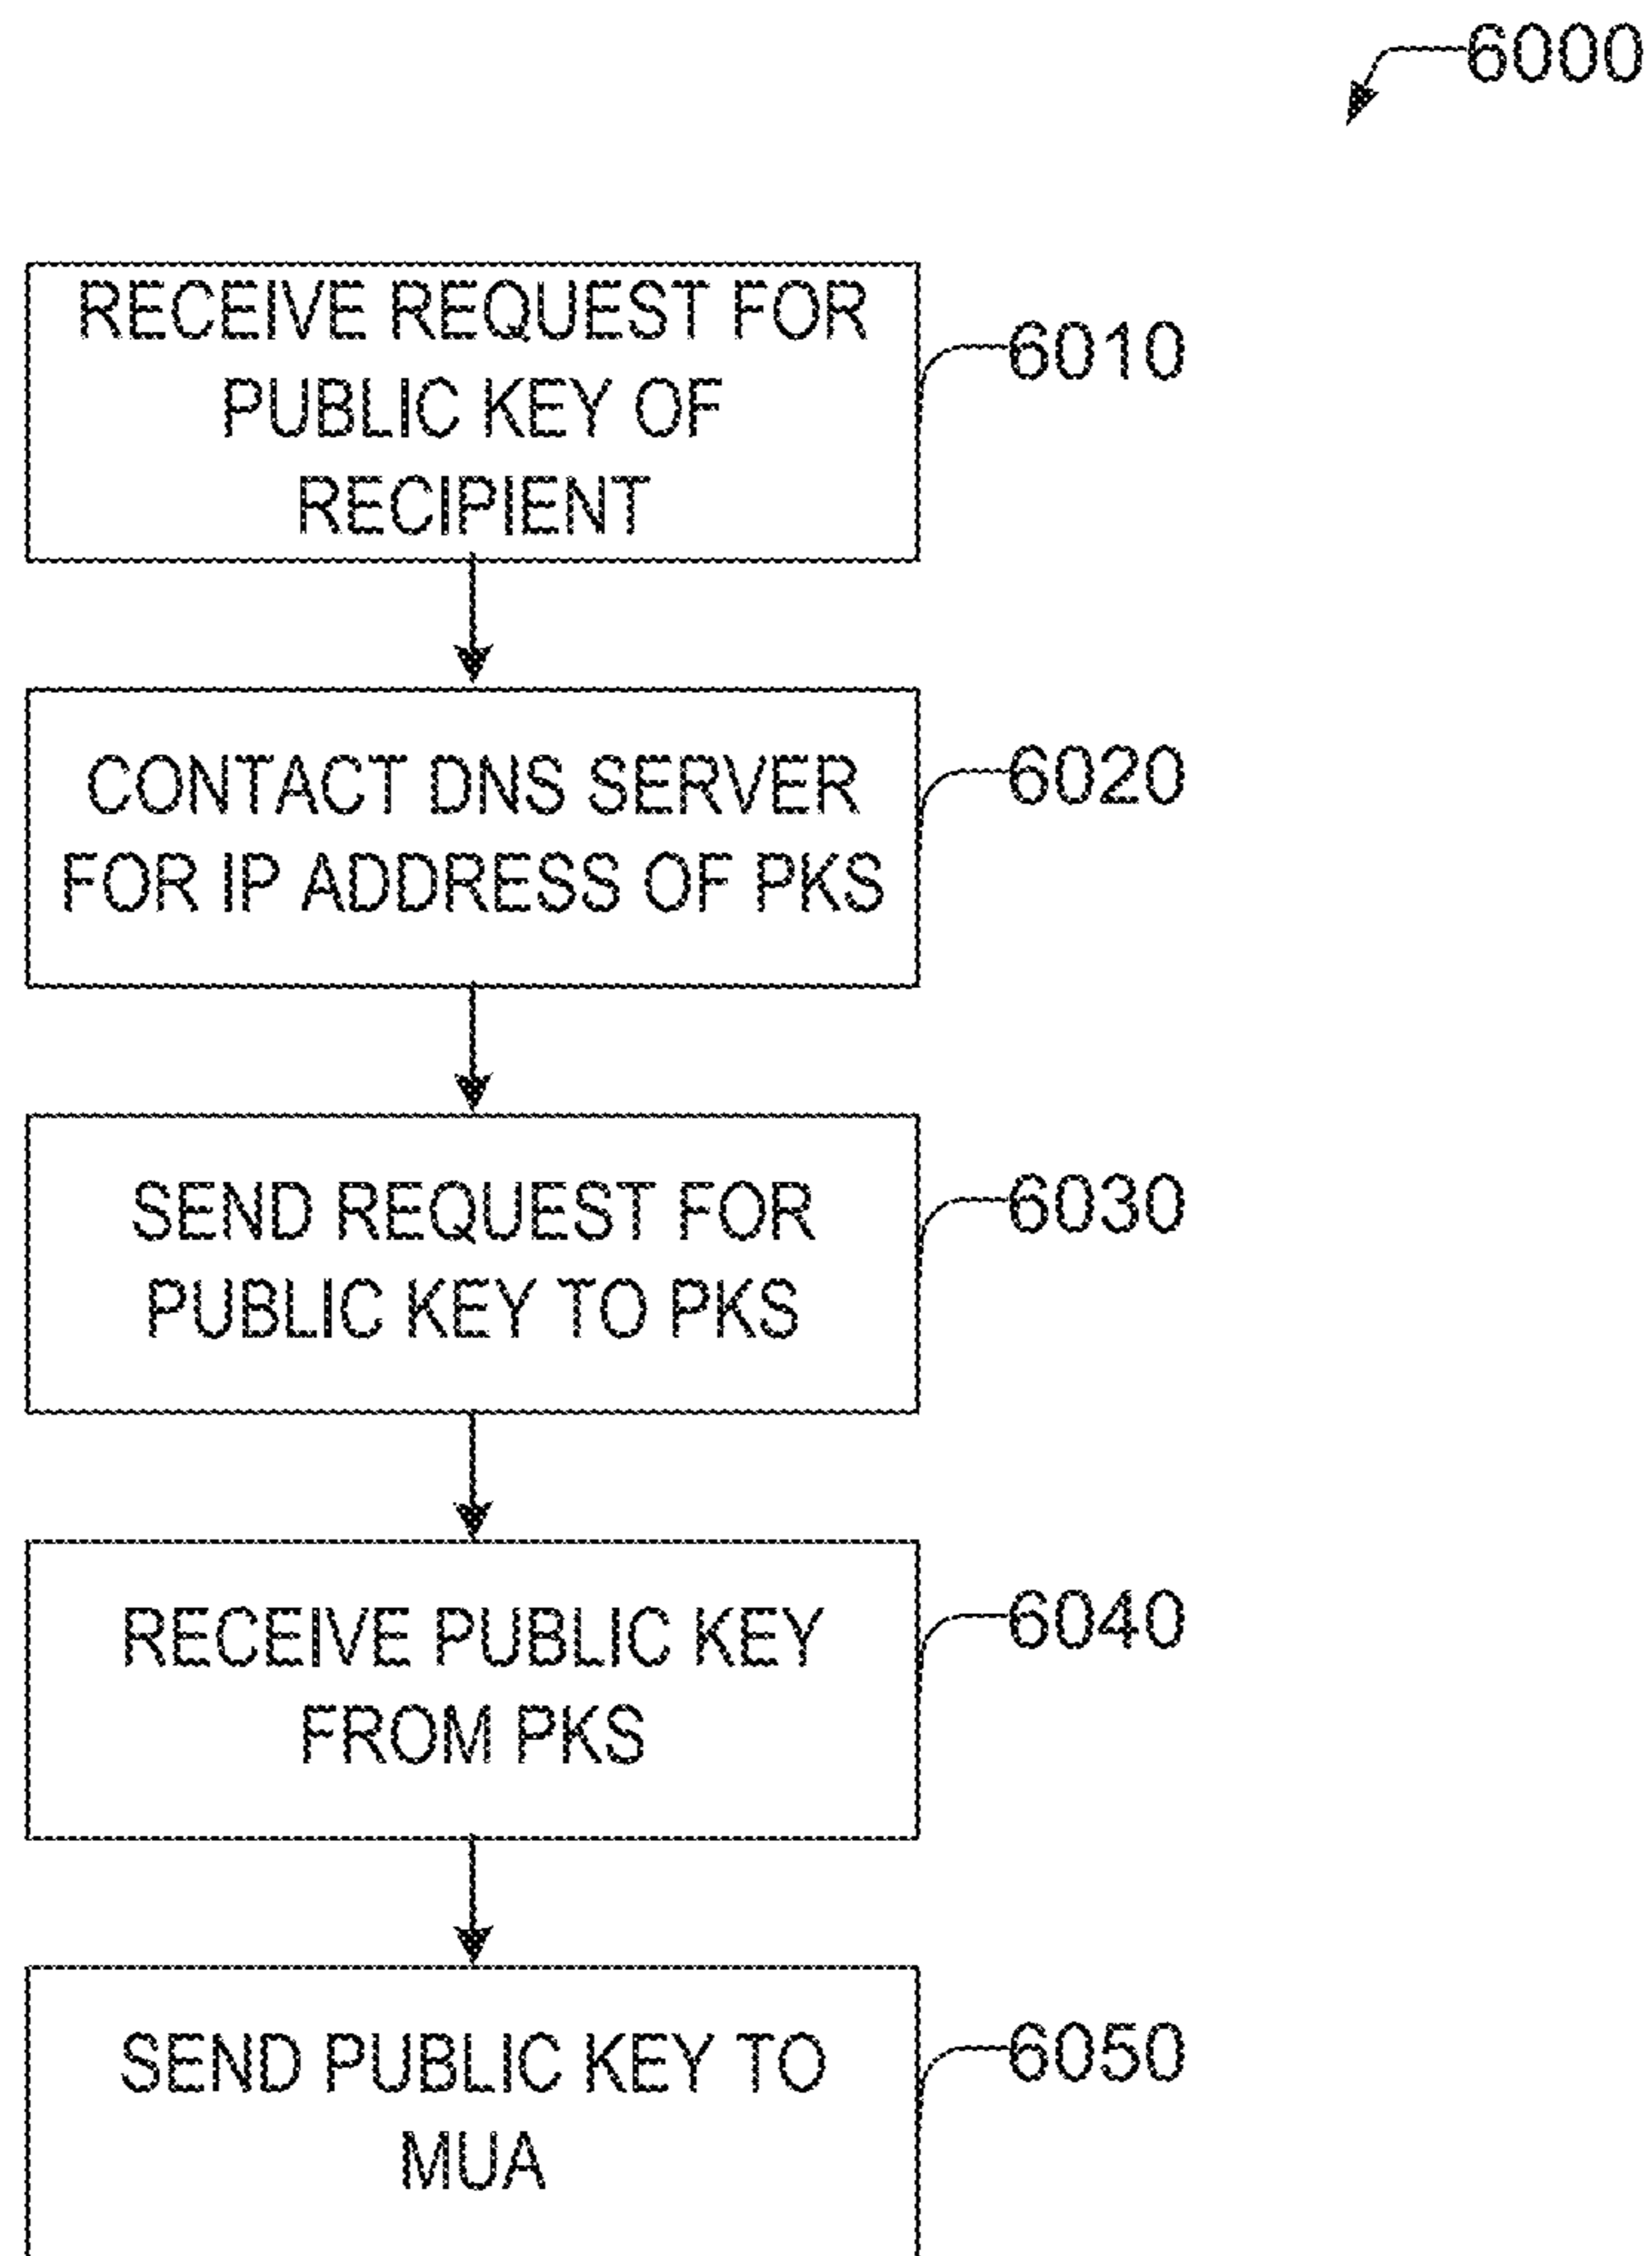 6000
RECEIVE REQUEST FOR
PUBLIC KEY OF
RECIPIENT
6010
CONTACT DNS SERVER
FOR IP ADDRESS OF PKS
6020
SEND REQUEST FOR
PUBLIC KEY TO PKS
6030
RECEIVE PUBLIC KEY
FROM PKS
6040
SEND PUBLIC KEY TO
MUA
6050